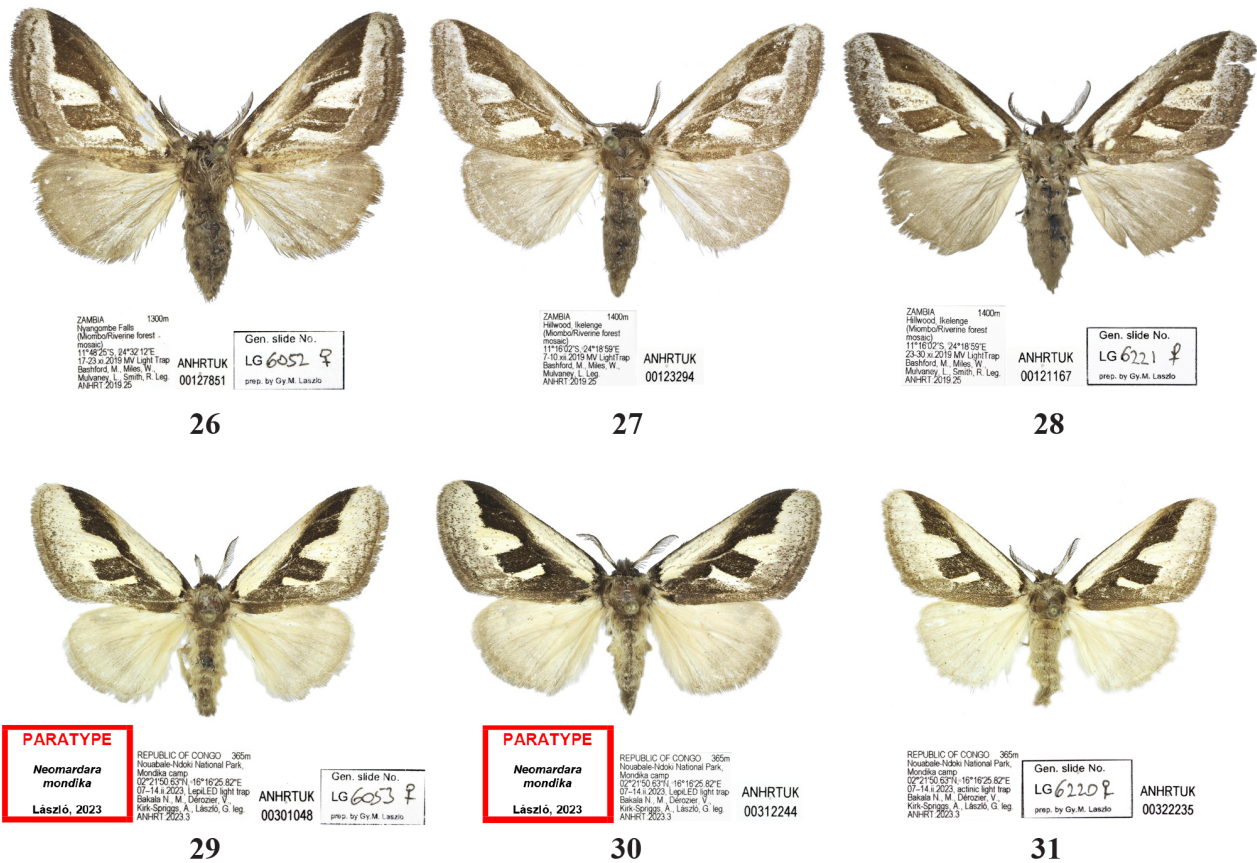 ZAMBIA 1300m
Nyangombe Falls
(Miombo/Riverine forest
mosaic)
11°48'25"S, 24°32'12"E
17-23.xi.2019 MV Light Trap
Bashford, M., Miles, W.,
Mulvaney, L., Smith, R. Leg.
ANHRT:2019.25
ANHRTUK
00127851
Gen. slide No.
LG 6052 ♀
prep. by Gy.M. Laszlo
26
ZAMBIA 1400m
Hillwood, Ikelenge
(Miombo/Riverine forest
mosaic)
11°16'02"S, 24°18'59"E
7-10.xii.2019 MV LightTrap
Bashford, M., Miles, W.,
Mulvaney, L. Leg.
ANHRT:2019.25
ANHRTUK
00123294
27
ZAMBIA 1400m
Hillwood, Ikelenge
(Miombo/Riverine forest
mosaic)
11°16'02"S, 24°18'59"E
23-30.xi.2019 MV LightTrap
Bashford, M., Miles, W.,
Mulvaney, L., Smith, R. Leg.
ANHRT:2019.25
ANHRTUK
00121167
Gen. slide No.
LG 6221 ♀
prep. by Gy.M. Laszlo
28
PARATYPE
Neomardara
mondika
László, 2023
REPUBLIC OF CONGO 365m
Nouabale-Ndoki National Park,
Mondika camp
02°21'50.63"N, 16°16'25.82"E
07–14.ii.2023, LepiLED light trap
Bakala N., M., Dérozier, V.,
Kirk-Spriggs, A., László, G. leg.
ANHRT:2023.3
Gen. slide No.
LG 6053 ♀
prep. by Gy.M. Laszlo
ANHRTUK
00301048
29
PARATYPE
Neomardara
mondika
László, 2023
REPUBLIC OF CONGO 365m
Nouabale-Ndoki National Park,
Mondika camp
02°21'50.63"N, 16°16'25.82"E
07–14.ii.2023, LepiLED light trap
Bakala N., M., Dérozier, V.,
Kirk-Spriggs, A., László, G. leg.
ANHRT:2023.3
ANHRTUK
00312244
30
REPUBLIC OF CONGO 365m
Nouabale-Ndoki National Park,
Mondika camp
02°21'50.63"N, 16°16'25.82"E
07–14.ii.2023, actinic light trap
Bakala N., M., Dérozier, V.,
Kirk-Spriggs, A., László, G. leg.
ANHRT:2023.3
Gen. slide No.
LG 6220 ♀
prep. by Gy.M. Laszlo
ANHRTUK
00322235
31